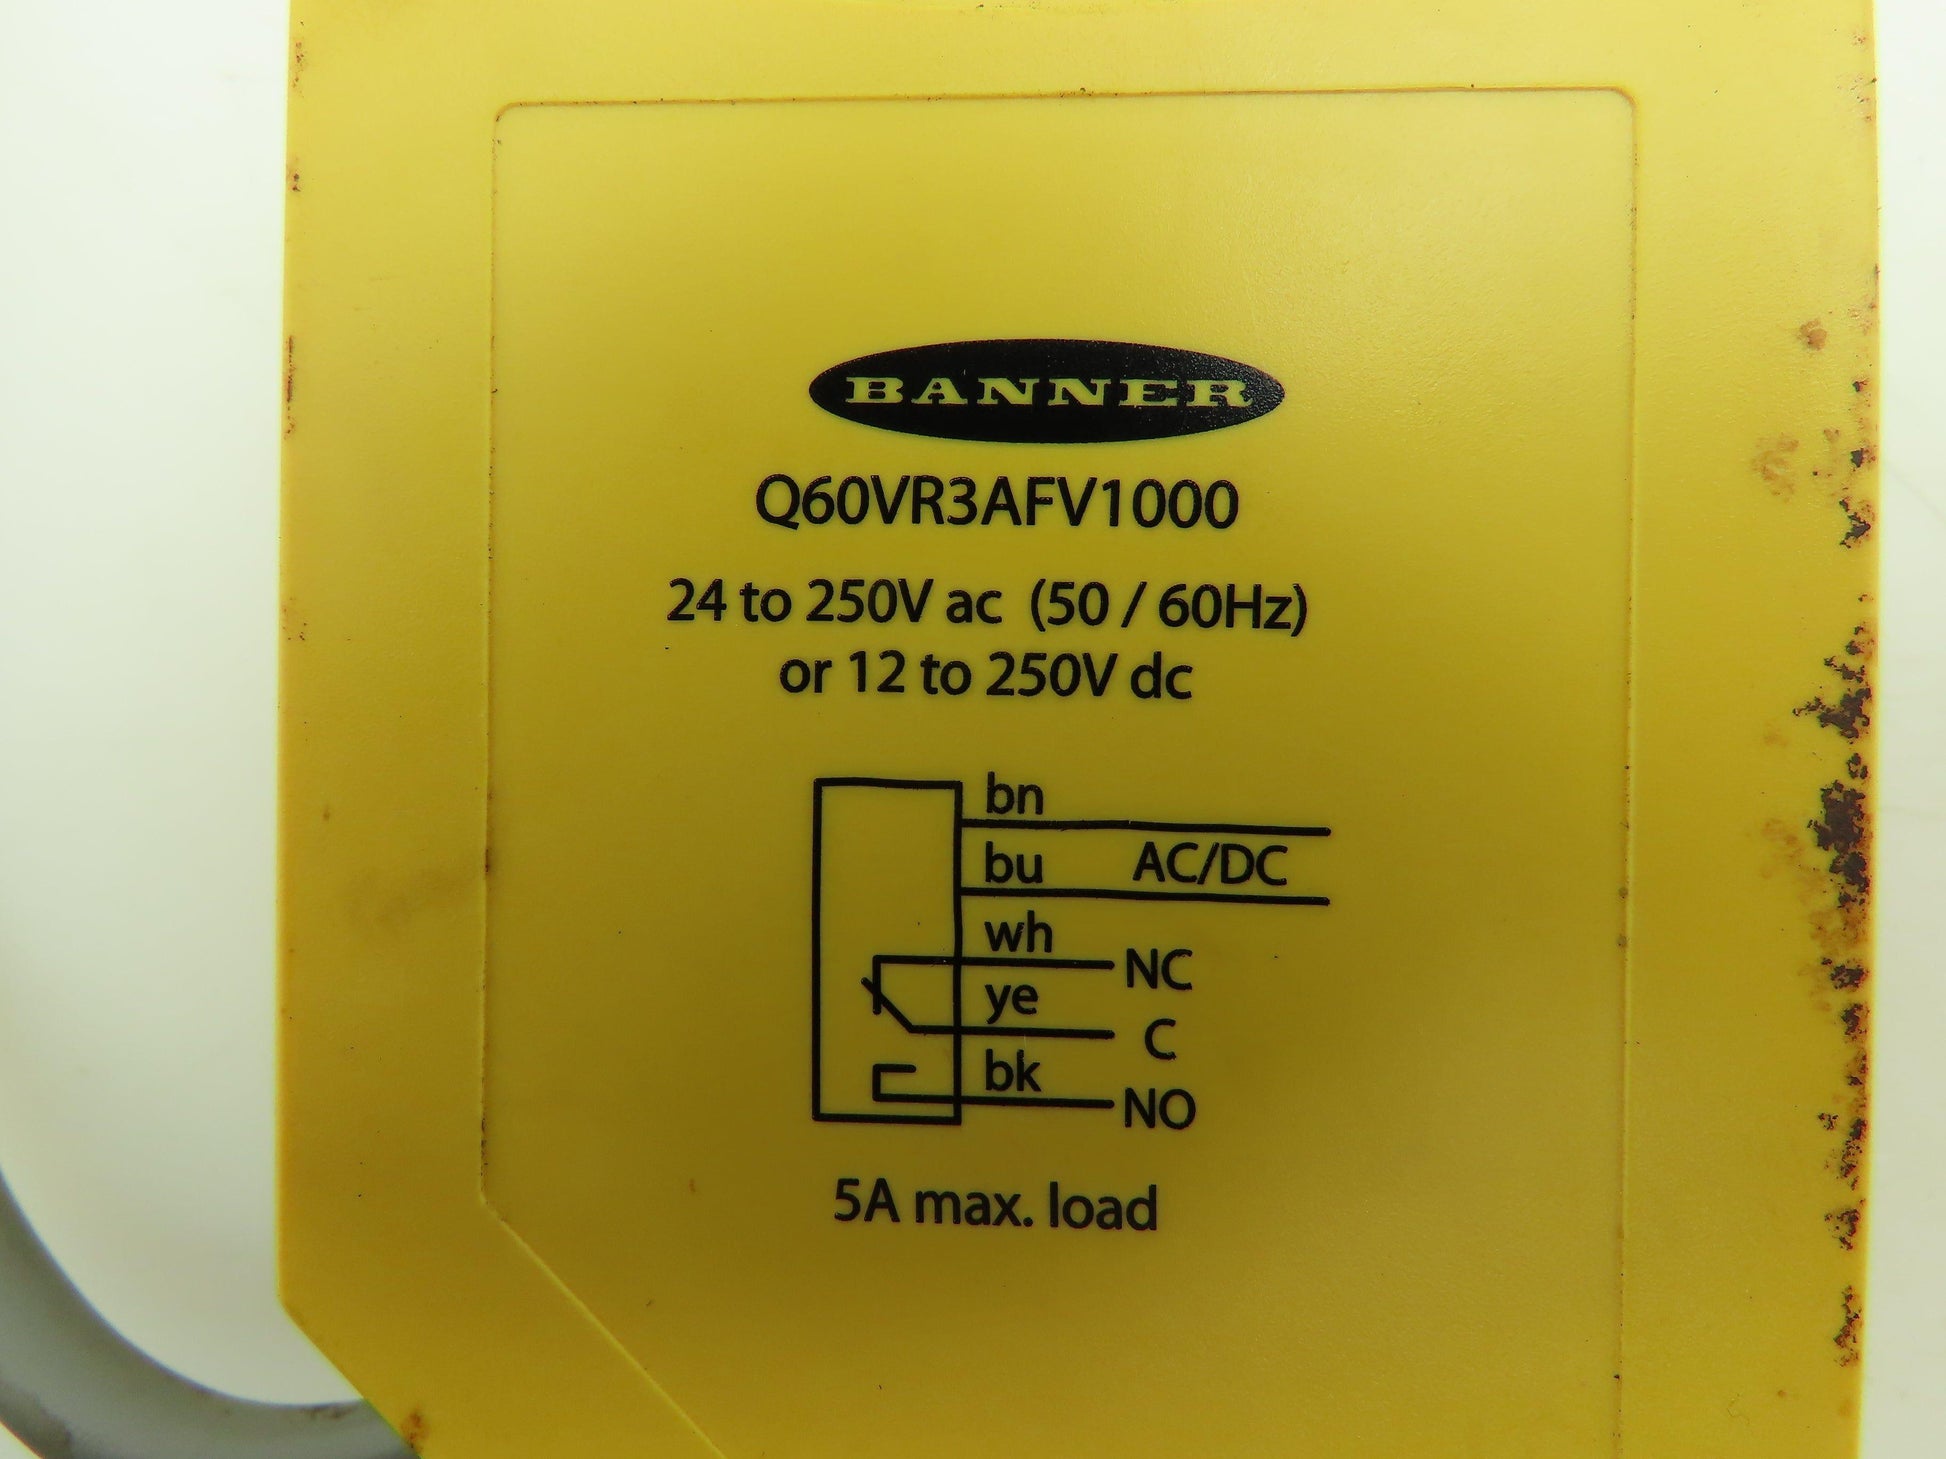 BANNER
Q60VR3AFV1000
24 to 250V ac (50 / 60Hz)
or 12 to 250V dc
bn
bu AC/DC
wh NC
ye C
bk NO
5A max. load